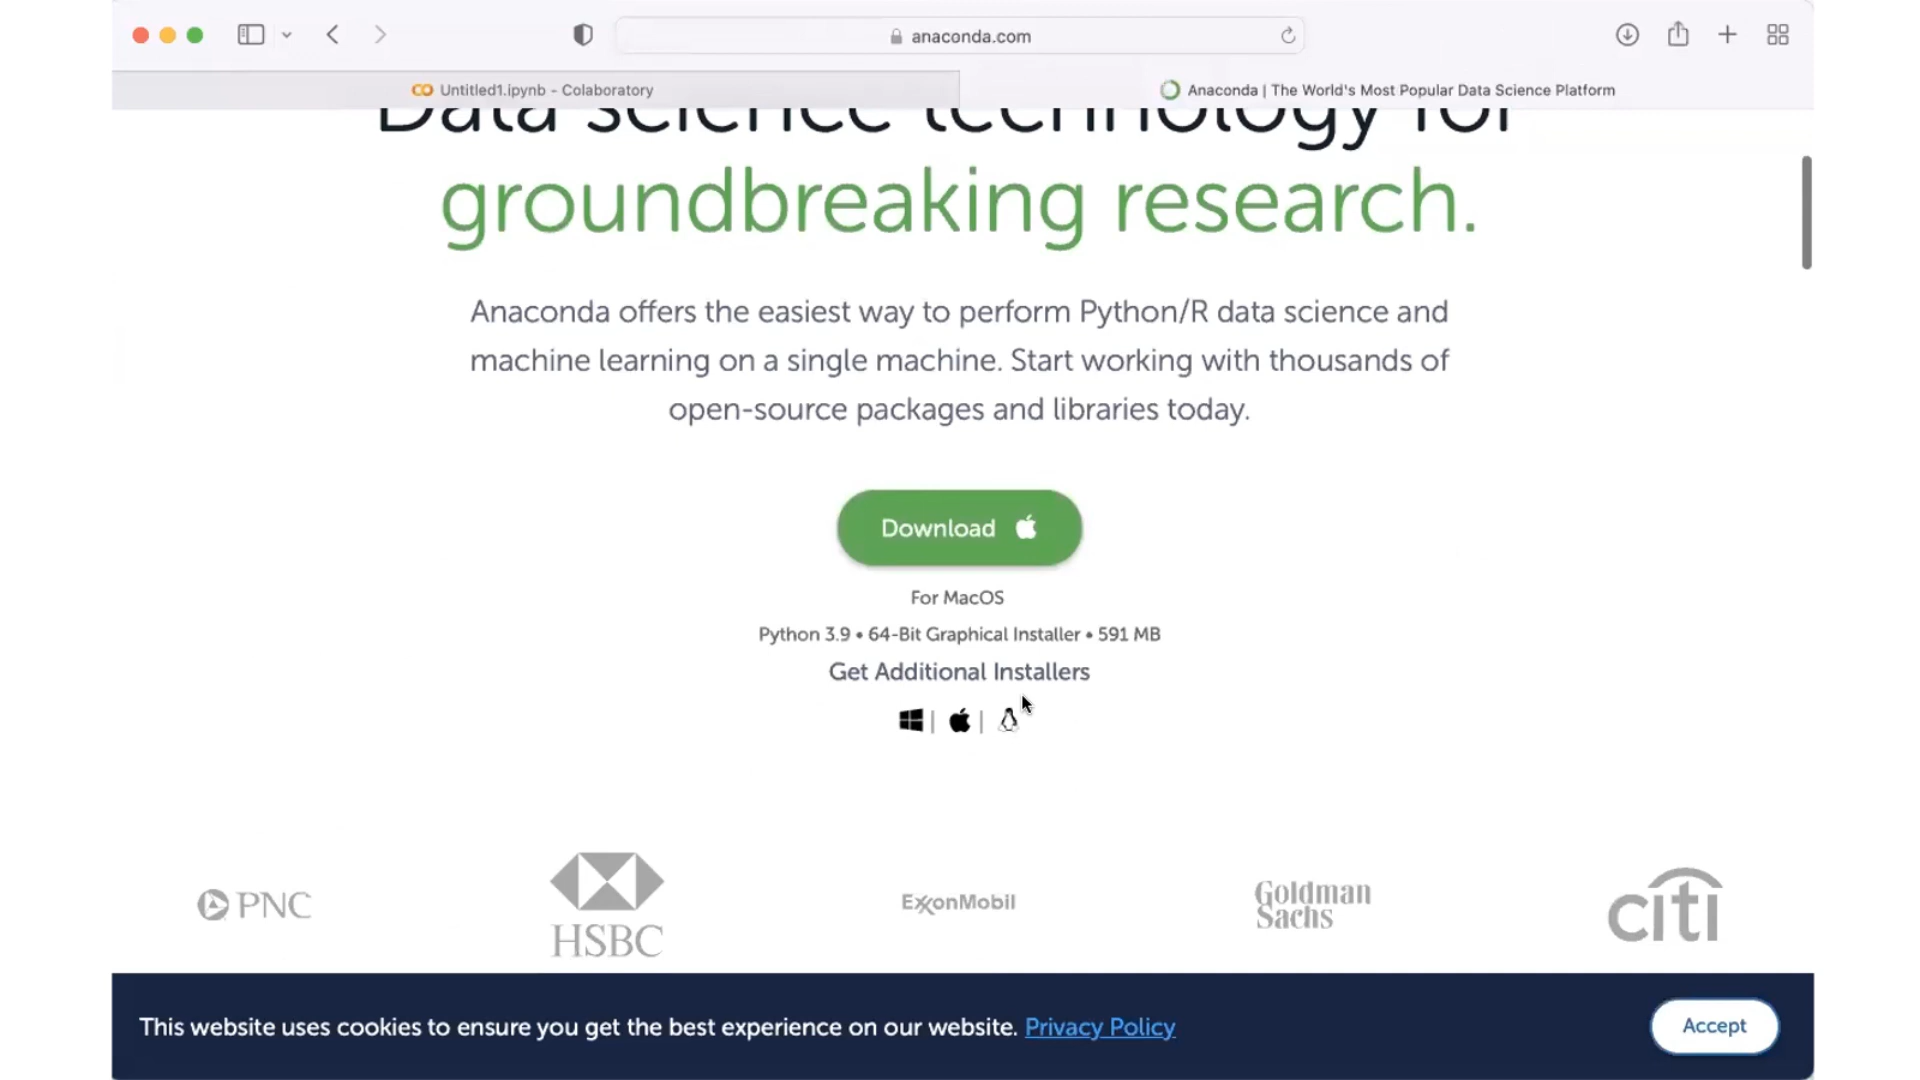 anaconda.com
Untitled1.ipynb - Colaboratory
Anaconda | The World's Most Popular Data Science Platform
Data science technology for
groundbreaking research.
Anaconda offers the easiest way to perform Python/R data science and
machine learning on a single machine. Start working with thousands of
open-source packages and libraries today.
Download
For MacOS
Python 3.9 • 64-Bit Graphical Installer • 591 MB
Get Additional Installers
PNC
HSBC
ExxonMobil
Goldman
Sachs
citi
This website uses cookies to ensure you get the best experience on our website. Privacy Policy
Accept